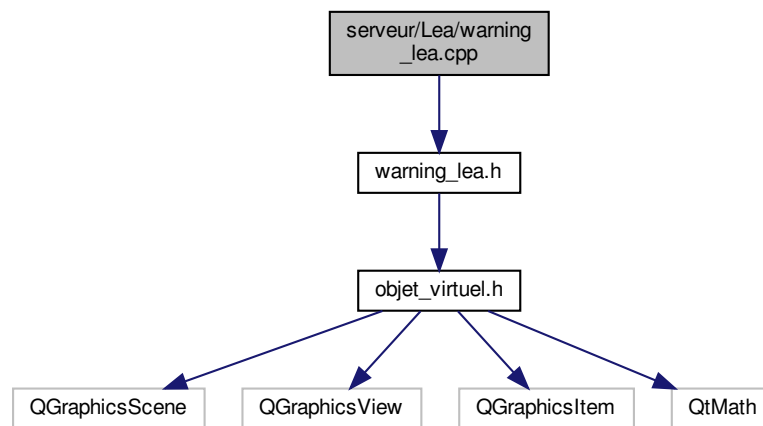 serveur/Lea/warning
_lea.cpp
warning_lea.h
objet_virtuel.h
QGraphicsScene
QGraphicsView
QGraphicsItem
QtMath